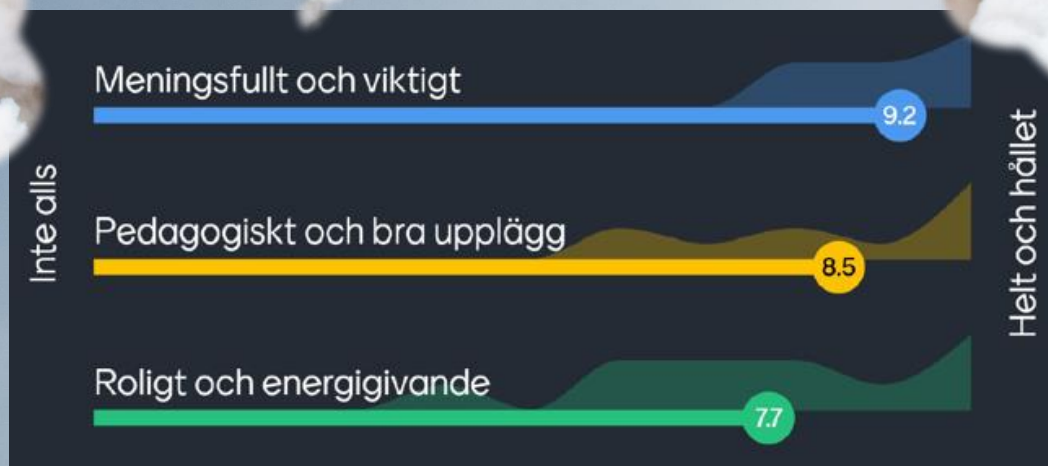 Meningsfullt och viktigt
9.2
Inte alls
Pedagogiskt och bra upplägg
8.5
Helt och hållet
Roligt och energigivande
7.7